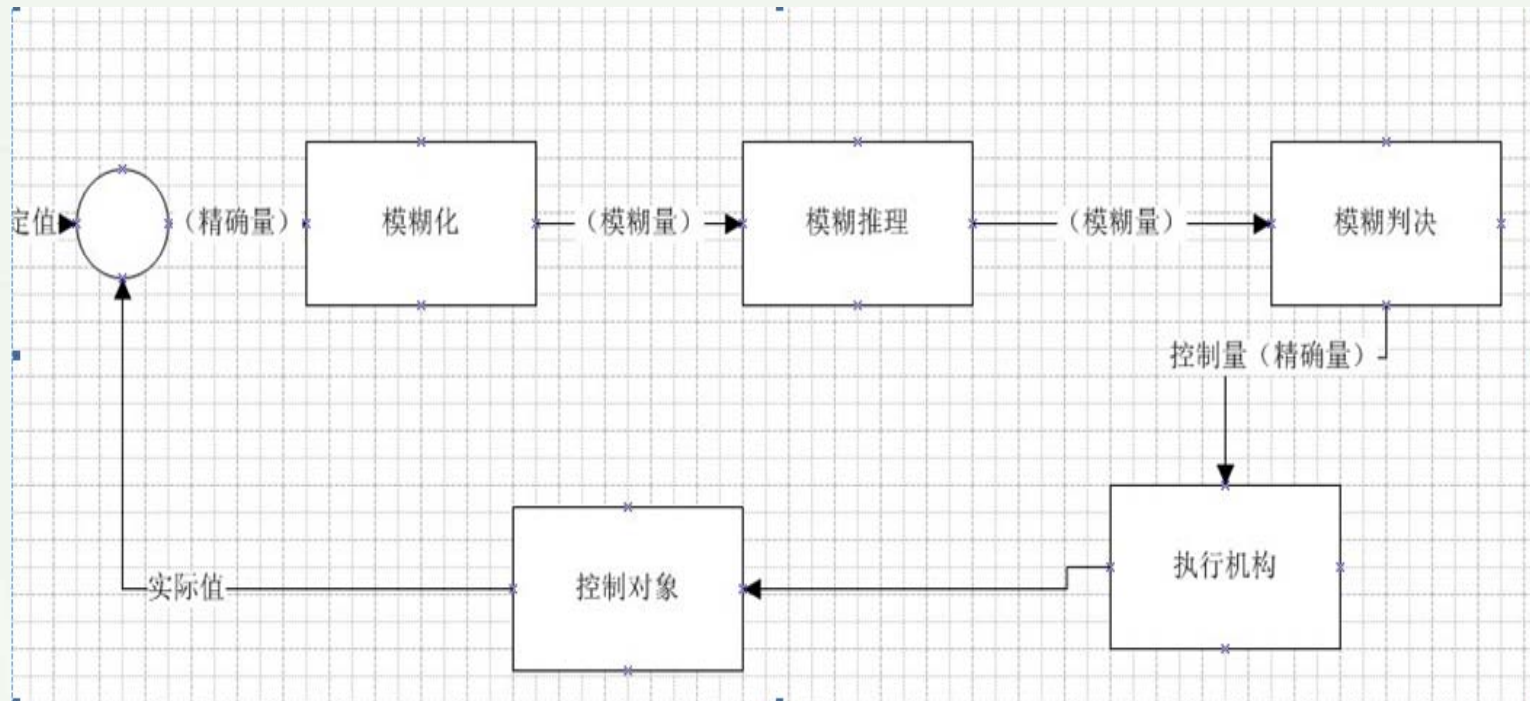 定值
（精确量）
模糊化
（模糊量）
模糊推理
（模糊量）
模糊判决
控制量（精确量）
执行机构
控制对象
实际值